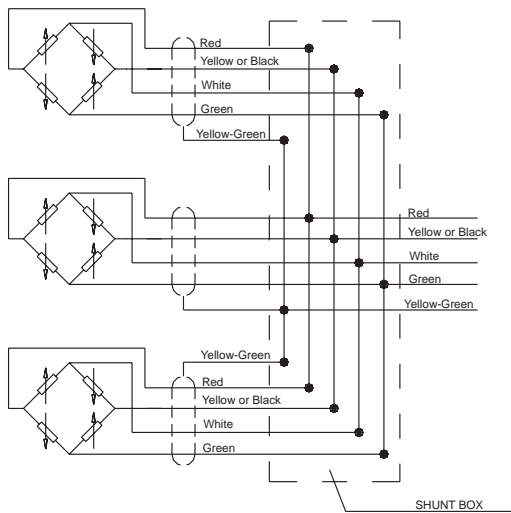 Red
Yellow or Black
White
Green
Yellow-Green
Red
Yellow or Black
White
Green
Yellow-Green
Yellow-Green
Red
Yellow or Black
White
Green
SHUNT BOX